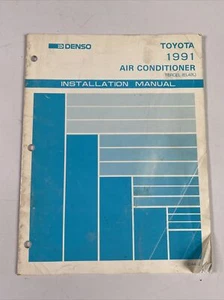 DENSO
TOYOTA
1991
AIR CONDITIONER
INSTALLATION MANUAL